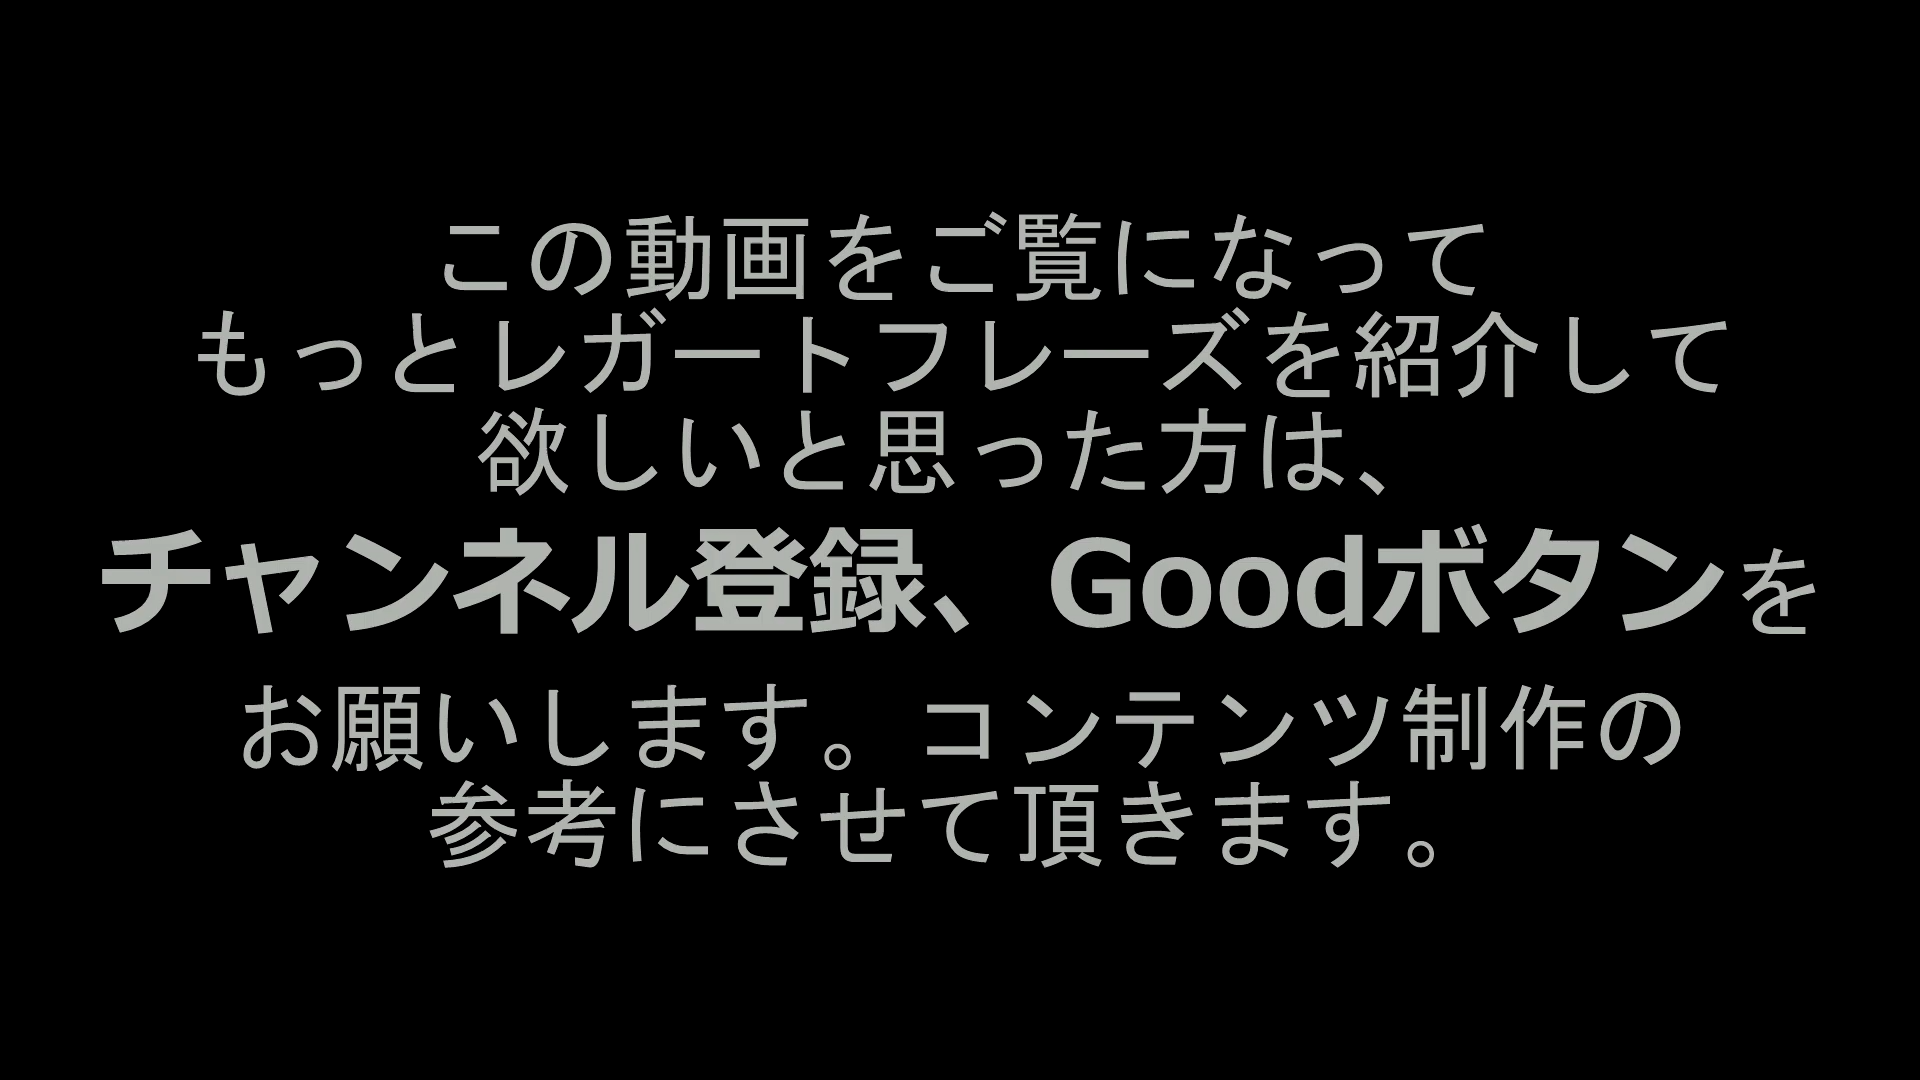 この動画をご覧になって
もっとレガートフレーズを紹介して
欲しいと思った方は、
チャンネル登録、Goodボタンを
お願いします。コンテンツ制作の
参考にさせて頂きます。